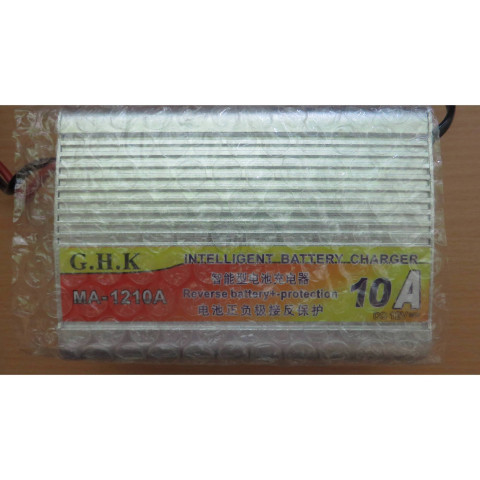 G.H.K
MA-1210A
INTELLIGENT BATTERY CHARGER
智能型电池充电器
Reverse battery+-protection
电池正负级接反保护
10A